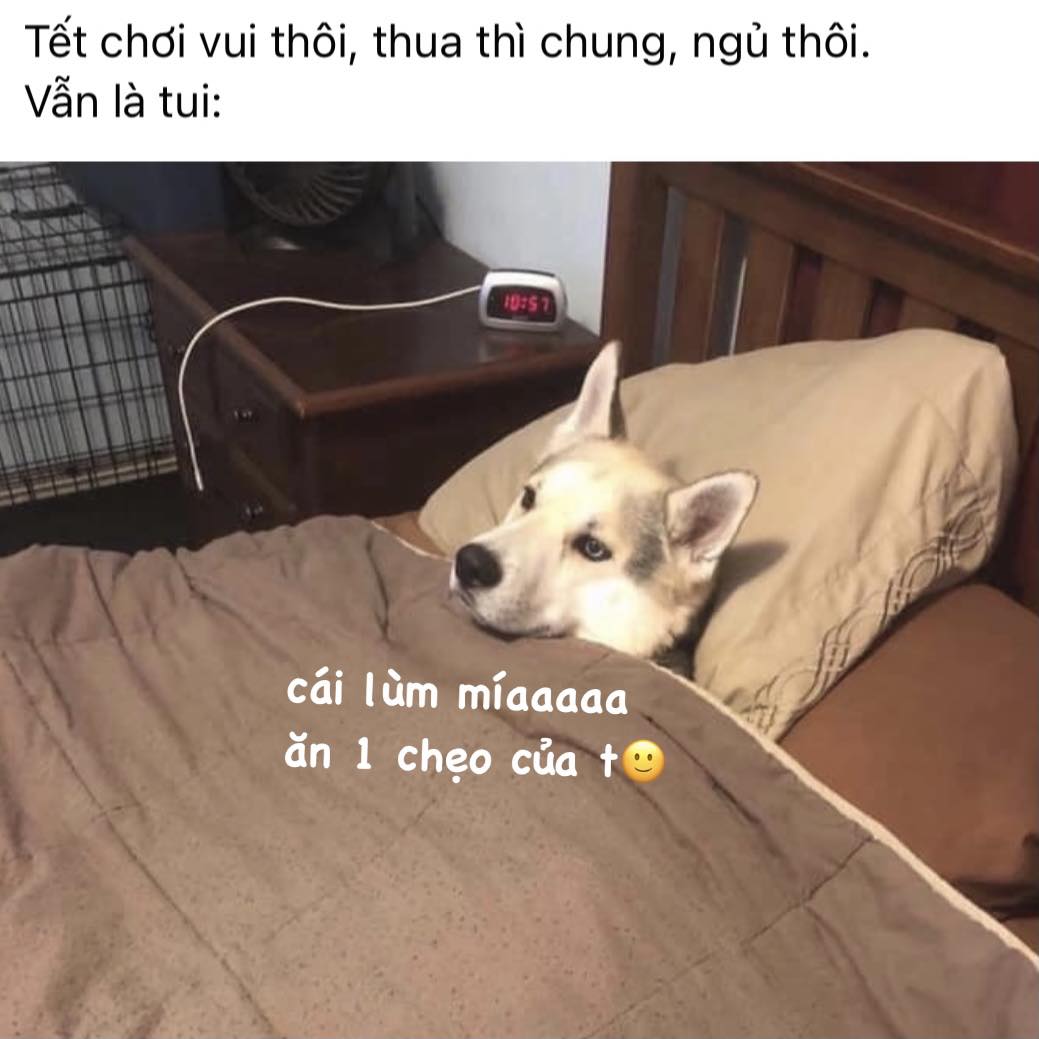 Tết chơi vui thôi, thua thì chung, ngủ thôi.
Vẫn là tui:
10:57
cái lùm míaaaaa
ăn 1 chẹo của t🙂